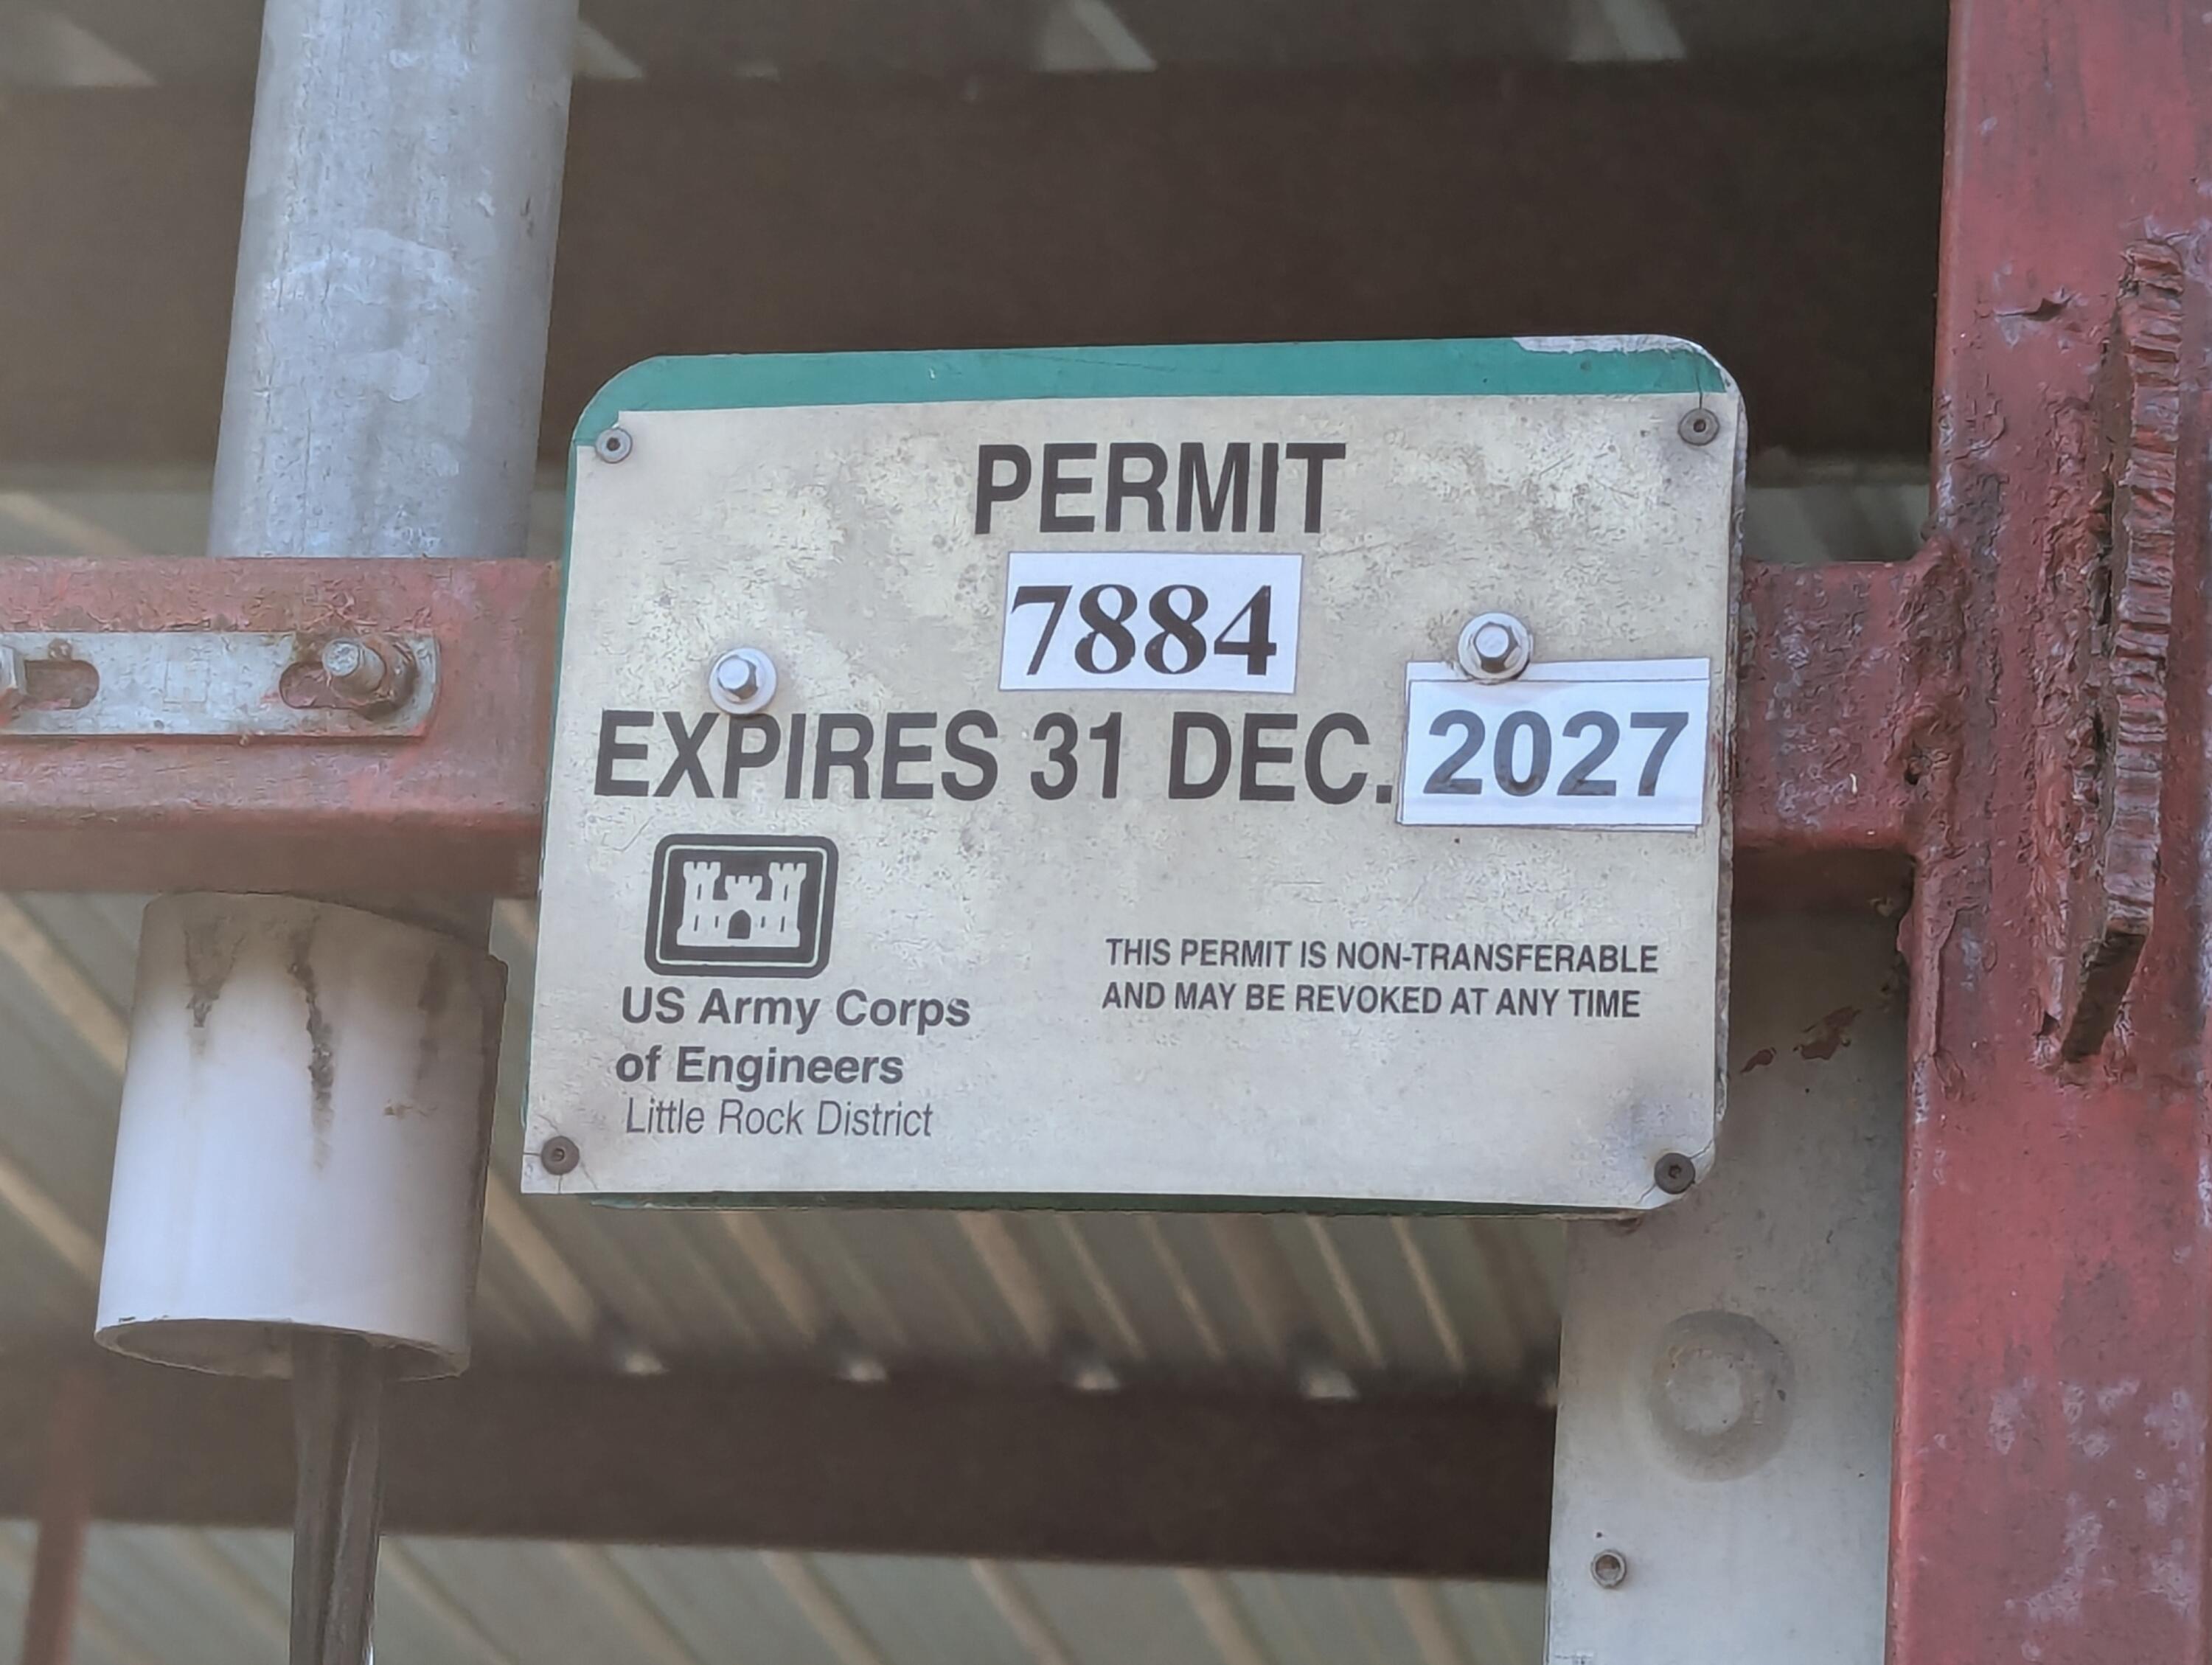 PERMIT
7884
EXPIRES 31 DEC. 2027
US Army Corps
of Engineers
Little Rock District
THIS PERMIT IS NON-TRANSFERABLE
AND MAY BE REVOKED AT ANY TIME